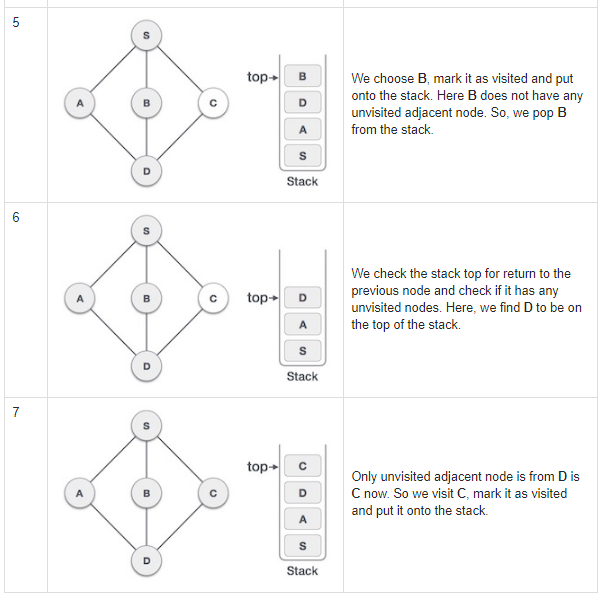 5
S
A
B
C
D
top→
B
D
A
S
Stack
We choose B, mark it as visited and put
onto the stack. Here B does not have any
unvisited adjacent node. So, we pop B
from the stack.
6
S
A
B
C
D
top→
D
A
S
Stack
We check the stack top for return to the
previous node and check if it has any
unvisited nodes. Here, we find D to be on
the top of the stack.
7
S
A
B
C
D
top→
C
D
A
S
Stack
Only unvisited adjacent node is from D is
C now. So we visit C, mark it as visited
and put it onto the stack.